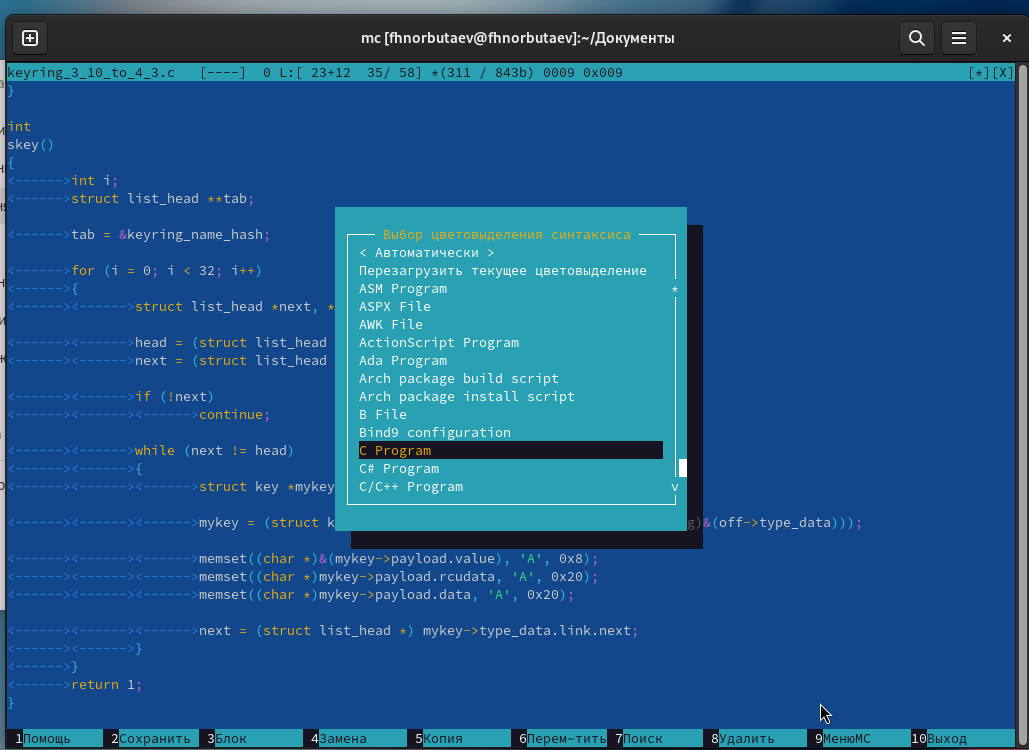 mc [fhnorbutaev@fhnorbutaev]:~/Документы
keyring_3_10_to_4_3.c   [----]  0 L:[ 23+12  35/ 58] *(311 / 843b) 0009 0x009 [*][X]
}
int
skey()
{
<------>int i;
<------>struct list_head **tab;
<------>tab = &keyring_name_hash;
<------>for (i = 0; i < 32; i++)
<------>{
<------><------>struct list_head *next, *
<------><------>head = (struct list_head
<------><------>next = (struct list_head
<------><------>if (!next)
<------><------><------>continue;
<------><------>while (next != head)
<------><------>{
<------><------><------>struct key *mykey
<------><------><------>mykey = (struct k
g)&(off->type_data)));
<------><------><------>memset((char *)&(mykey->payload.value), 'A', 0x8);
<------><------><------>memset((char *)mykey->payload.rcudata, 'A', 0x20);
<------><------><------>memset((char *)mykey->payload.data, 'A', 0x20);
<------><------><------>next = (struct list_head *) mykey->type_data.link.next;
<------><------>}
<------>}
<------>return 1;
}
Выбор цветовыделения синтаксиса
< Автоматически >
Перезагрузить текущее цветовыделение
ASM Program
ASPX File
AWK File
ActionScript Program
Ada Program
Arch package build script
Arch package install script
B File
Bind9 configuration
C Program
C# Program
C/C++ Program
1Помощь 2Сохранить 3Блок 4Замена 5Копия 6Перем~тить 7Поиск 8Удалить 9МенюMC 10Выход